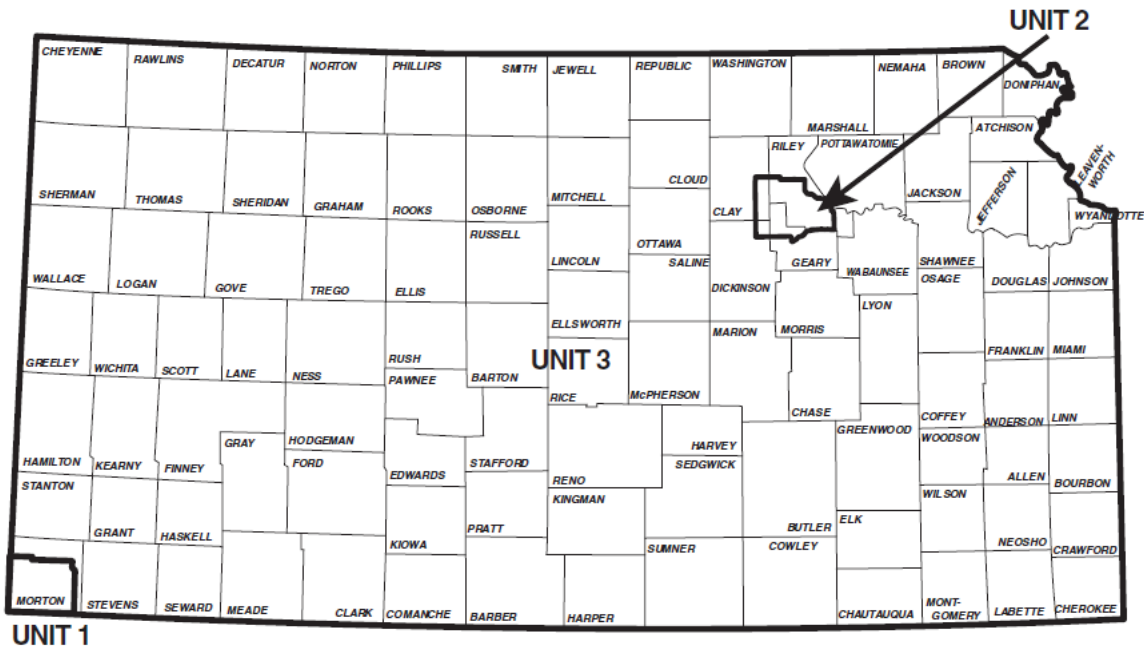 UNIT 2
CHEYENNE
RAWLINS
DECATUR
NORTON
PHILLIPS
SMITH
JEWELL
REPUBLIC
WASHINGTON
NEMAHA
BROWN
DONIPHAN
MARSHALL
ATCHISON
RILEY
POTTAWATOMIE
LEAVEN-
WORTH
SHERMAN
THOMAS
SHERIDAN
GRAHAM
ROOKS
OSBORNE
MITCHELL
CLOUD
CLAY
JACKSON
JEFFERSON
WYANDOTTE
RUSSELL
OTTAWA
WALLACE
LOGAN
GOVE
TREGO
ELLIS
LINCOLN
SALINE
DICKINSON
GEARY
WABAUNSEE
SHAWNEE
OSAGE
DOUGLAS
JOHNSON
LYON
ELLSWORTH
MARION
MORRIS
GREELEY
WICHITA
SCOTT
LANE
NESS
RUSH
PAWNEE
BARTON
UNIT 3
RICE
McPHERSON
CHASE
FRANKLIN
MIAMI
COFFEY
ANDERSON
LINN
GREENWOOD
WOODSON
HAMILTON
KEARNY
FINNEY
GRAY
HODGEMAN
FORD
EDWARDS
STAFFORD
RENO
HARVEY
SEDGWICK
ALLEN
BOURBON
STANTON
KINGMAN
WILSON
GRANT
HASKELL
KIOWA
PRATT
BUTLER
ELK
NEOSHO
CRAWFORD
SUMNER
COWLEY
MORTON
STEVENS
SEWARD
MEADE
CLARK
COMANCHE
BARBER
HARPER
CHAUTAUQUA
MONT-
GOMERY
LABETTE
CHEROKEE
UNIT 1